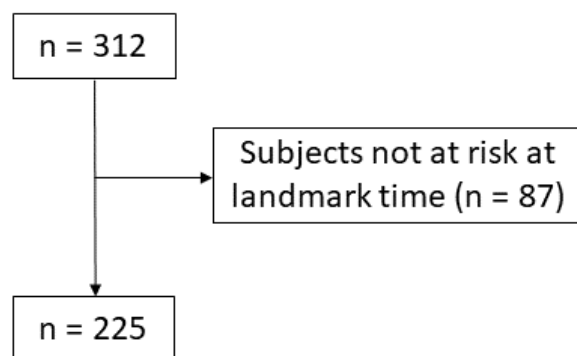 n = 312
Subjects not at risk at
landmark time (n = 87)
n = 225